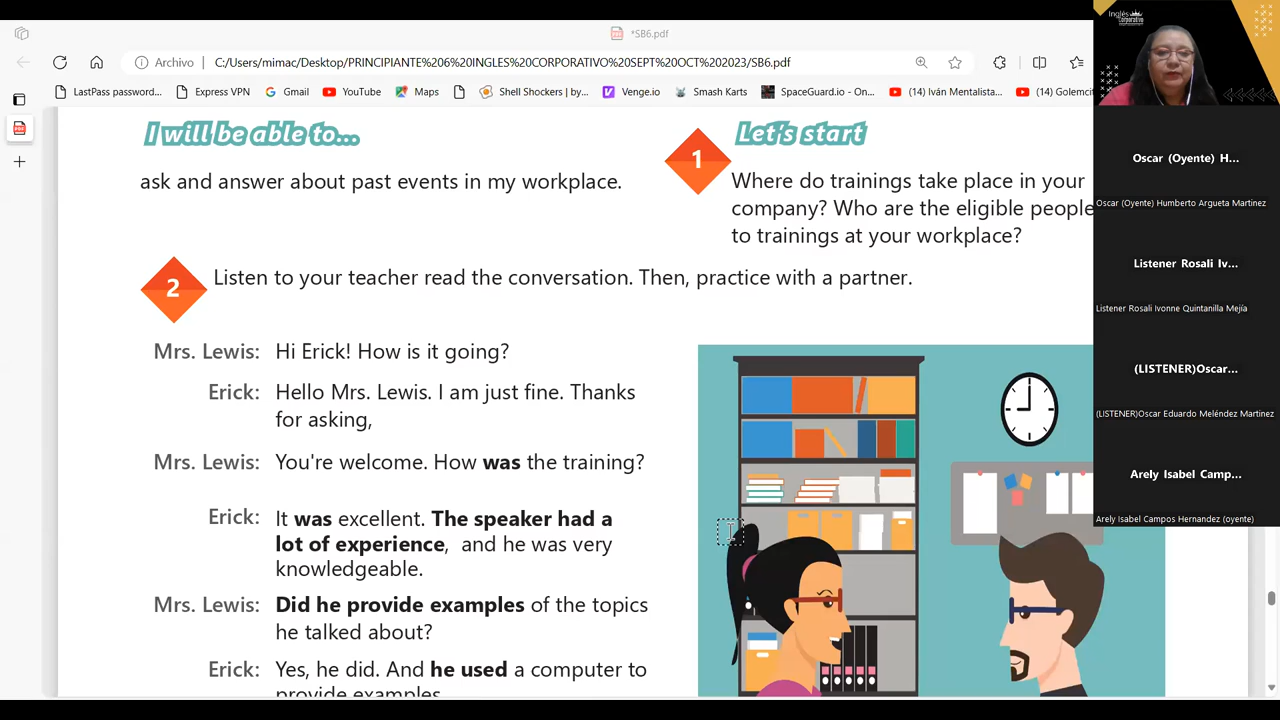 *SB6.pdf
Archivo
C:/Users/mimac/Desktop/PRINCIPIANTE%206%20INGLES%20CORPORATIVO%20SEPT%20OCT%202023/SB6.pdf
LastPass password...
Express VPN
Gmail
YouTube
Maps
Shell Shockers | by...
Venge.io
Smash Karts
SpaceGuard.io - On...
(14) Iván Mentalista...
(14) Golemcit
I will be able to...
ask and answer about past events in my workplace.
1
Let's start
Where do trainings take place in your
company? Who are the eligible people
to trainings at your workplace?
2
Listen to your teacher read the conversation. Then, practice with a partner.
Mrs. Lewis: Hi Erick! How is it going?
Erick: Hello Mrs. Lewis. I am just fine. Thanks
for asking,
Mrs. Lewis: You're welcome. How was the training?
Erick: It was excellent. The speaker had a
lot of experience, and he was very
knowledgeable.
Mrs. Lewis: Did he provide examples of the topics
he talked about?
Erick: Yes, he did. And he used a computer to
provide examples.
Inglés
Corporativo
Oscar (Oyente) H...
Oscar (Oyente) Humberto Argueta Martinez
Listener Rosali Iv...
Listener Rosali Ivonne Quintanilla Mejía
(LISTENER)Oscar...
(LISTENER)Oscar Eduardo Meléndez Martinez
Arely Isabel Camp...
Arely Isabel Campos Hernandez (oyente)